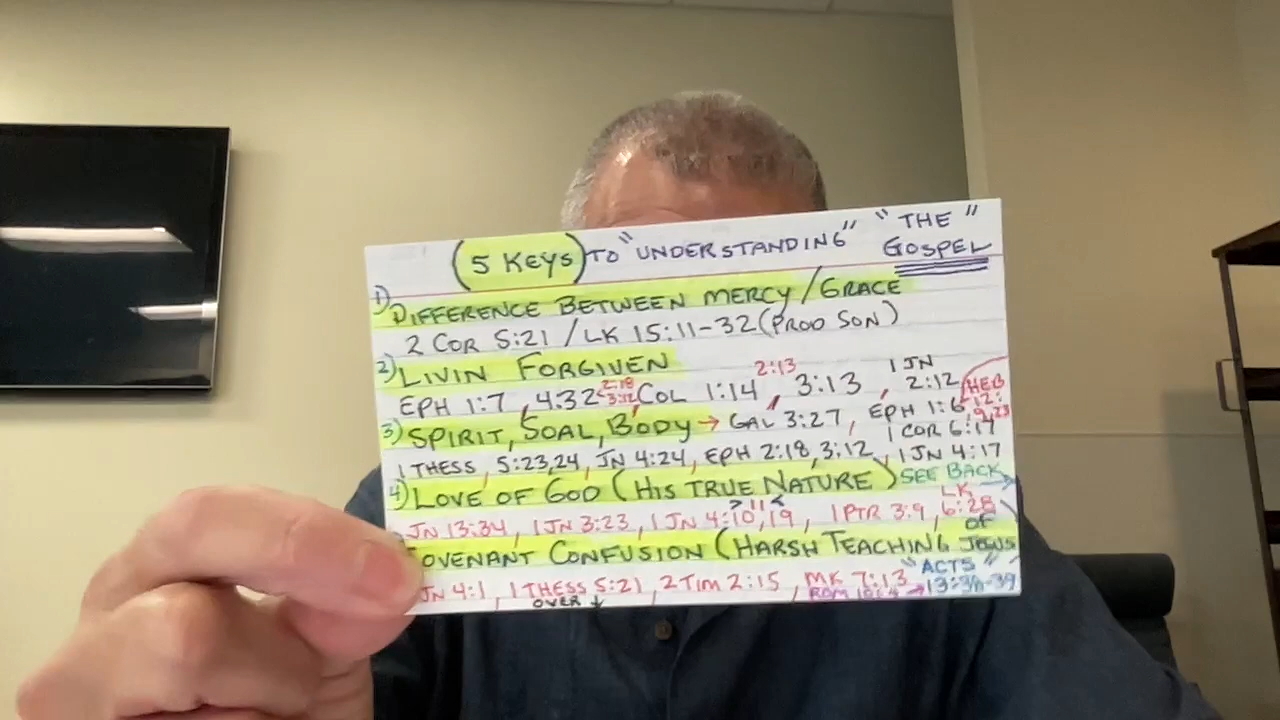 (5 KEYS) TO "UNDERSTANDING" "THE"
GOSPEL
1) DIFFERENCE BETWEEN MERCY/GRACE
2 COR 5:21 / LK 15:11-32 (PROD SON)
2) LIVIN FORGIVEN
EPH 1:7, 4:32 COL 1:14, 2:13, 3:13, 1 JN 2:12
3) SPIRIT, SOAL, BODY → GAL 3:27, EPH 1:6 HEB 12:9,23
1 COR 6:17
1 THESS, 5:23,24, JN 4:24, EPH 2:18, 3:12, 1 JN 4:17
4) LOVE OF GOD (HIS TRUE NATURE) SEE BACK
JN 13:34, 1 JN 3:23, 1 JN 4:10,19, 1 PTR 3:9, LK 6:28
OVENANT CONFUSION (HARSH TEACHING OF JESUS
JN 4:1, 1 THESS 5:21, 2 TIM 2:15, MK 7:13 "ACTS"
OVER ↓